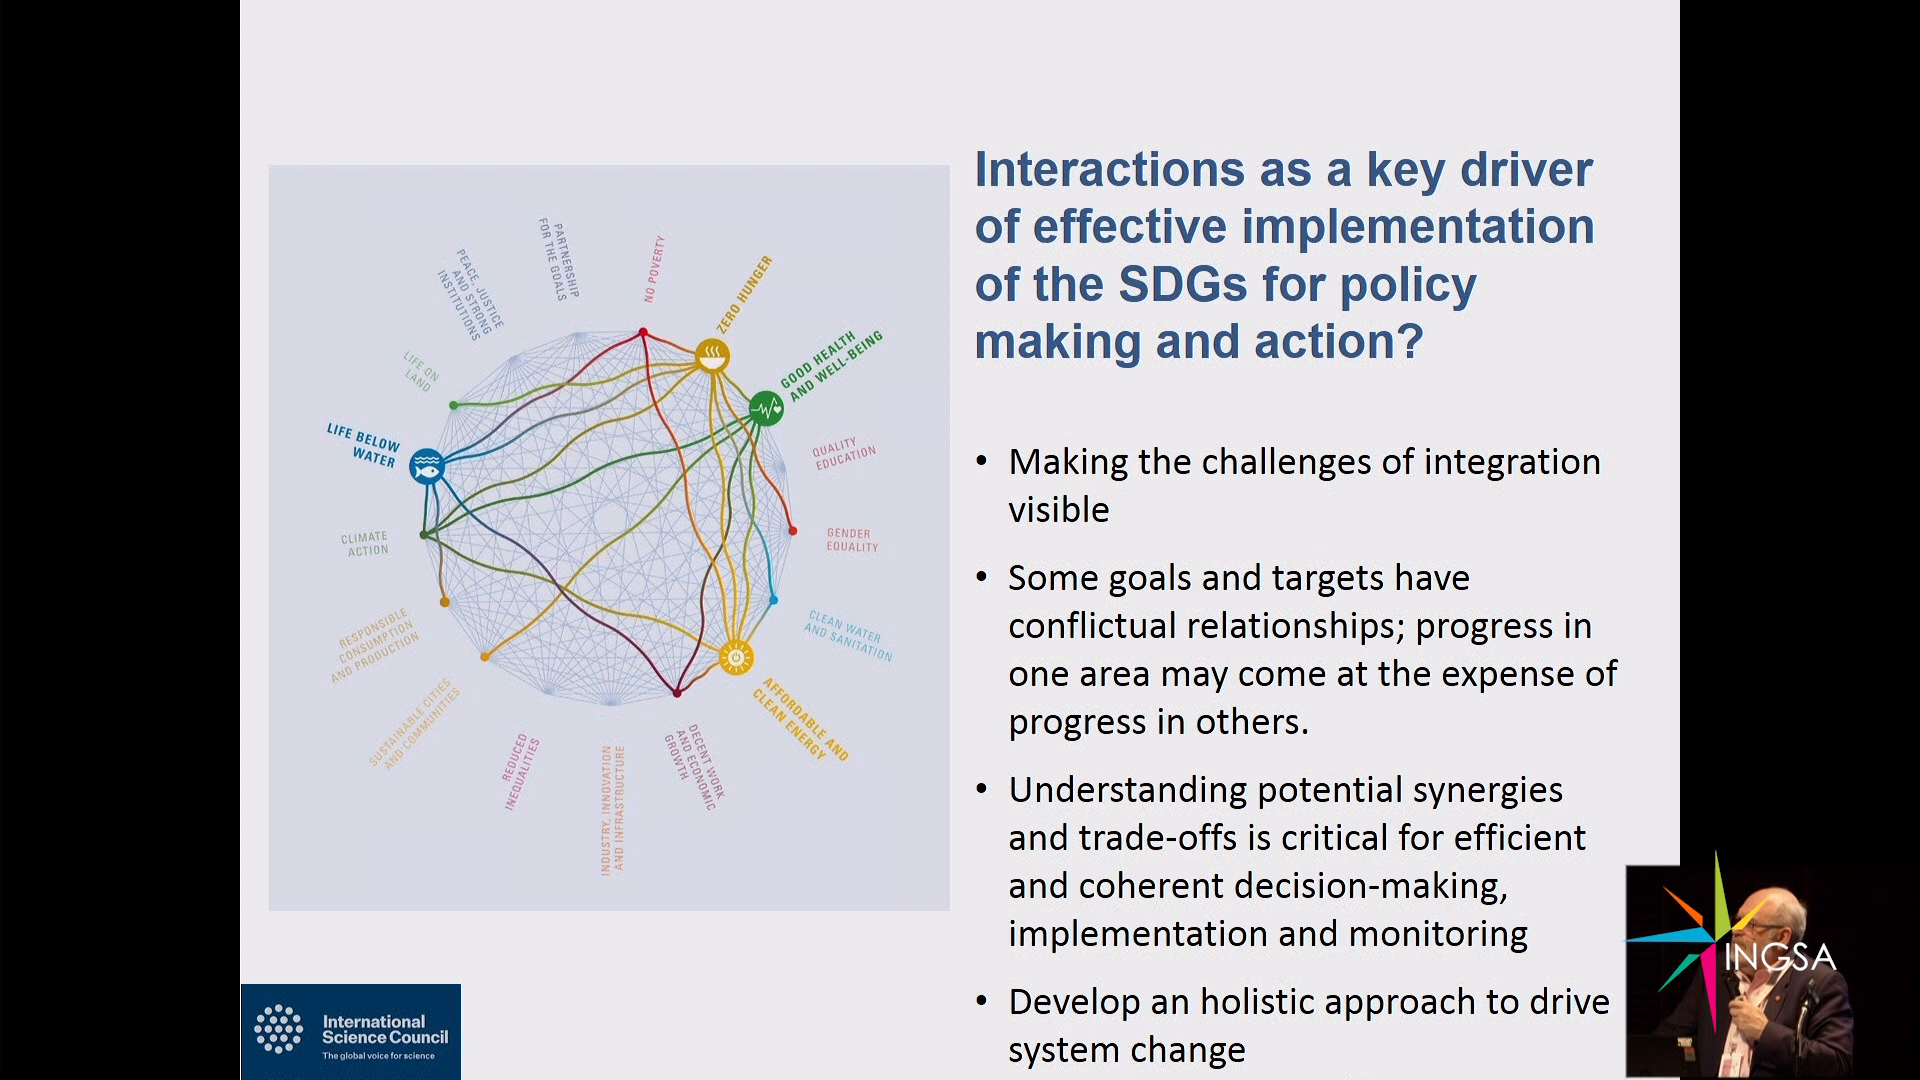 Interactions as a key driver
of effective implementation
of the SDGs for policy
making and action?
• Making the challenges of integration
visible
• Some goals and targets have
conflictual relationships; progress in
one area may come at the expense of
progress in others.
• Understanding potential synergies
and trade-offs is critical for efficient
and coherent decision-making,
implementation and monitoring
• Develop an holistic approach to drive
system change
NO POVERTY
ZERO HUNGER
GOOD HEALTH
AND WELL-BEING
QUALITY
EDUCATION
GENDER
EQUALITY
CLEAN WATER
AND SANITATION
AFFORDABLE AND
CLEAN ENERGY
DECENT WORK
AND ECONOMIC
GROWTH
INDUSTRY, INNOVATION
AND INFRASTRUCTURE
REDUCED
INEQUALITIES
SUSTAINABLE CITIES
AND COMMUNITIES
RESPONSIBLE
CONSUMPTION
AND PRODUCTION
CLIMATE
ACTION
LIFE BELOW
WATER
LIFE ON
LAND
PEACE, JUSTICE
AND STRONG
INSTITUTIONS
PARTNERSHIP
FOR THE GOALS
International
Science Council
The global voice for science
INGSA